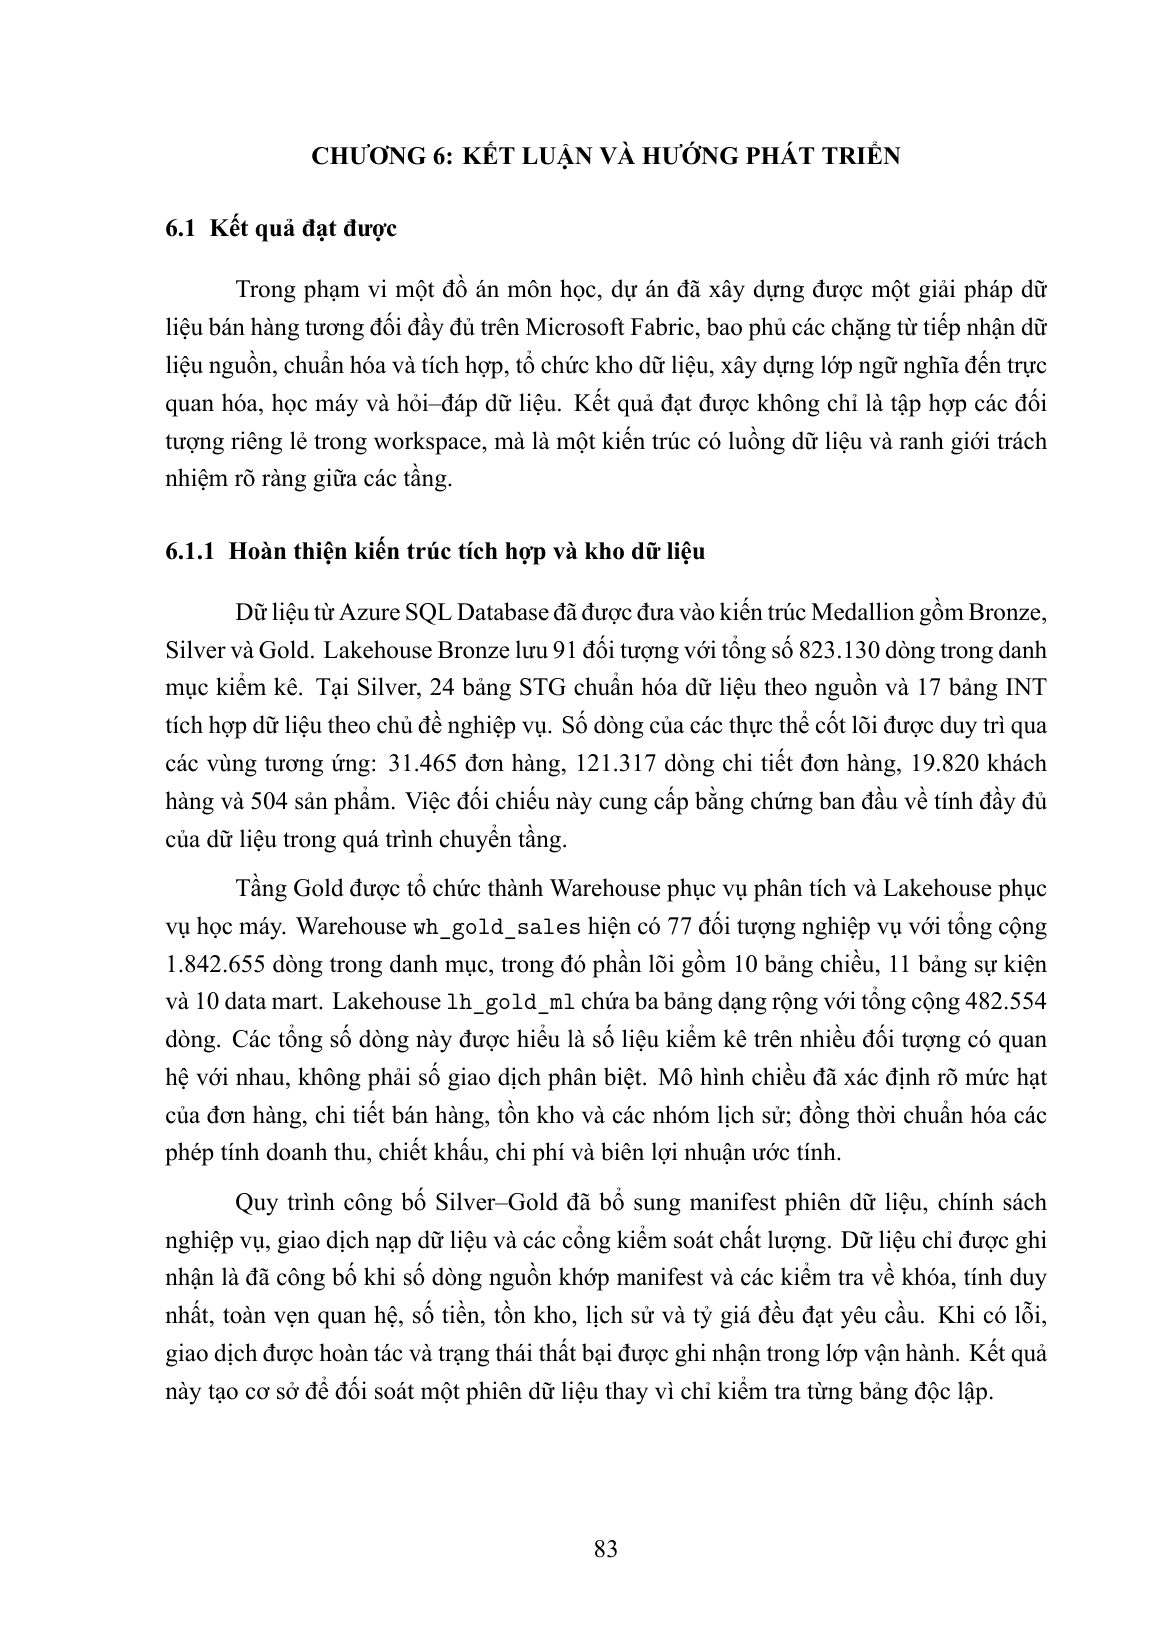 CHƯƠNG 6: KẾT LUẬN VÀ HƯỚNG PHÁT TRIỂN
6.1 Kết quả đạt được
Trong phạm vi một đồ án môn học, dự án đã xây dựng được một giải pháp dữ
liệu bán hàng tương đối đầy đủ trên Microsoft Fabric, bao phủ các chặng từ tiếp nhận dữ
liệu nguồn, chuẩn hóa và tích hợp, tổ chức kho dữ liệu, xây dựng lớp ngữ nghĩa đến trực
quan hóa, học máy và hỏi–đáp dữ liệu. Kết quả đạt được không chỉ là tập hợp các đối
tượng riêng lẻ trong workspace, mà là một kiến trúc có luồng dữ liệu và ranh giới trách
nhiệm rõ ràng giữa các tầng.
6.1.1 Hoàn thiện kiến trúc tích hợp và kho dữ liệu
Dữ liệu từ Azure SQL Database đã được đưa vào kiến trúc Medallion gồm Bronze,
Silver và Gold. Lakehouse Bronze lưu 91 đối tượng với tổng số 823.130 dòng trong danh
mục kiểm kê. Tại Silver, 24 bảng STG chuẩn hóa dữ liệu theo nguồn và 17 bảng INT
tích hợp dữ liệu theo chủ đề nghiệp vụ. Số dòng của các thực thể cốt lõi được duy trì qua
các vùng tương ứng: 31.465 đơn hàng, 121.317 dòng chi tiết đơn hàng, 19.820 khách
hàng và 504 sản phẩm. Việc đối chiếu này cung cấp bằng chứng ban đầu về tính đầy đủ
của dữ liệu trong quá trình chuyển tầng.
Tầng Gold được tổ chức thành Warehouse phục vụ phân tích và Lakehouse phục
vụ học máy. Warehouse wh_gold_sales hiện có 77 đối tượng nghiệp vụ với tổng cộng
1.842.655 dòng trong danh mục, trong đó phần lõi gồm 10 bảng chiều, 11 bảng sự kiện
và 10 data mart. Lakehouse lh_gold_ml chứa ba bảng dạng rộng với tổng cộng 482.554
dòng. Các tổng số dòng này được hiểu là số liệu kiểm kê trên nhiều đối tượng có quan
hệ với nhau, không phải số giao dịch phân biệt. Mô hình chiều đã xác định rõ mức hạt
của đơn hàng, chi tiết bán hàng, tồn kho và các nhóm lịch sử; đồng thời chuẩn hóa các
phép tính doanh thu, chiết khấu, chi phí và biên lợi nhuận ước tính.
Quy trình công bố Silver–Gold đã bổ sung manifest phiên dữ liệu, chính sách
nghiệp vụ, giao dịch nạp dữ liệu và các cổng kiểm soát chất lượng. Dữ liệu chỉ được ghi
nhận là đã công bố khi số dòng nguồn khớp manifest và các kiểm tra về khóa, tính duy
nhất, toàn vẹn quan hệ, số tiền, tồn kho, lịch sử và tỷ giá đều đạt yêu cầu. Khi có lỗi,
giao dịch được hoàn tác và trạng thái thất bại được ghi nhận trong lớp vận hành. Kết quả
này tạo cơ sở để đối soát một phiên dữ liệu thay vì chỉ kiểm tra từng bảng độc lập.
83